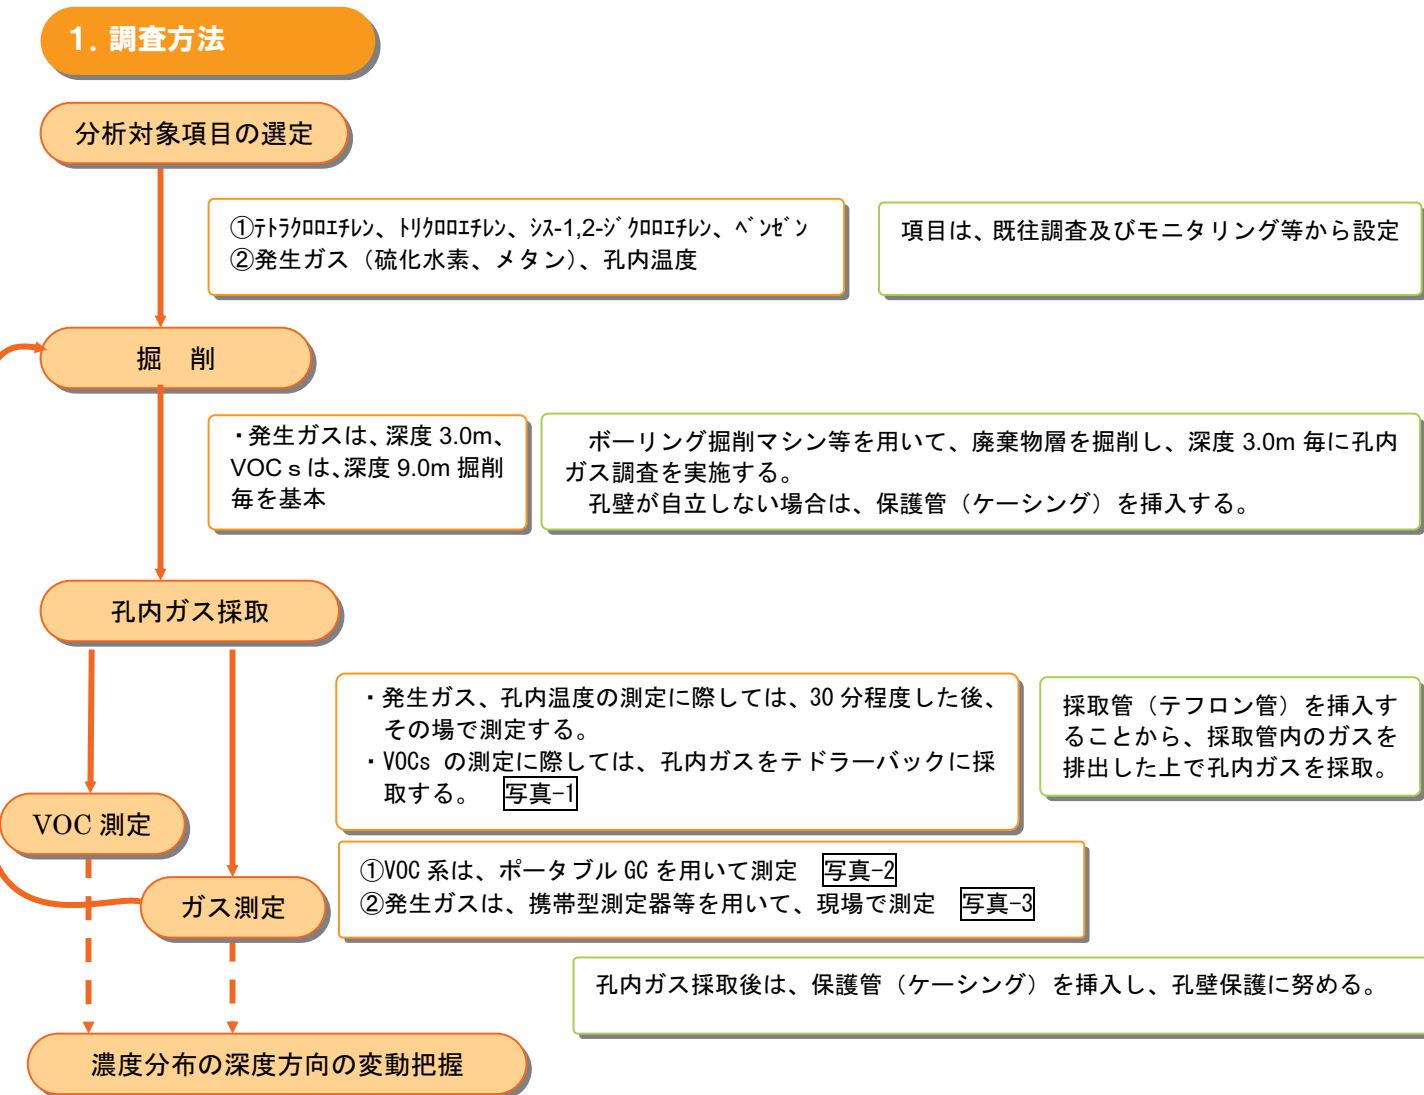 1. 調査方法
分析対象項目の選定
①ﾃﾄﾗｸﾛﾛｴﾁﾚﾝ、ﾄﾘｸﾛﾛｴﾁﾚﾝ、ｼｽ-1,2-ｼﾞｸﾛﾛｴﾁﾚﾝ、ﾍﾞﾝｾﾞﾝ
②発生ガス（硫化水素、メタン）、孔内温度
項目は、既往調査及びモニタリング等から設定
掘　削
・発生ガスは、深度 3.0m、
VOCｓは、深度 9.0m 掘削
毎を基本
ボーリング掘削マシン等を用いて、廃棄物層を掘削し、深度 3.0m 毎に孔内
ガス調査を実施する。
孔壁が自立しない場合は、保護管（ケーシング）を挿入する。
孔内ガス採取
・発生ガス、孔内温度の測定に際しては、30 分程度した後、
その場で測定する。
・VOCs の測定に際しては、孔内ガスをテドラーバックに採
取する。　写真-1
採取管（テフロン管）を挿入す
ることから、採取管内のガスを
排出した上で孔内ガスを採取。
VOC 測定
①VOC 系は、ポータブル GC を用いて測定　写真-2
②発生ガスは、携帯型測定器等を用いて、現場で測定　写真-3
ガス測定
孔内ガス採取後は、保護管（ケーシング）を挿入し、孔壁保護に努める。
濃度分布の深度方向の変動把握